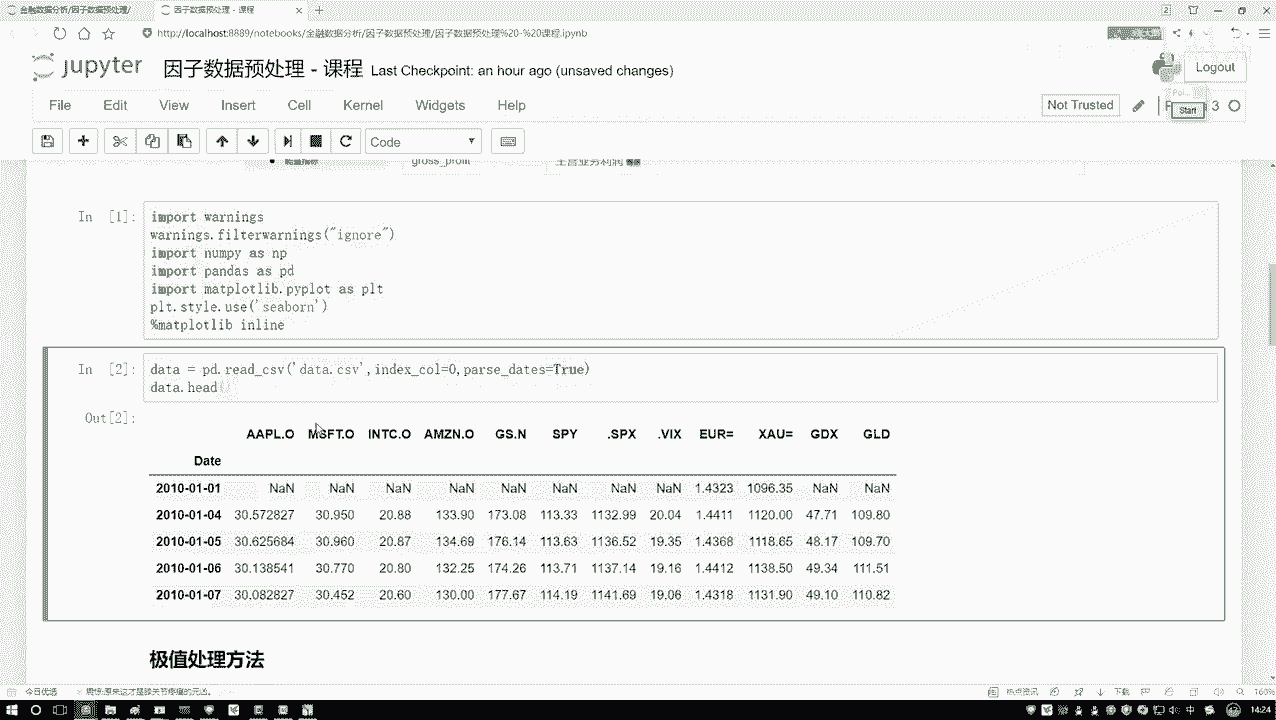 金融数据分析/因子数据预处理/
因子数据预处理 - 课程
http://localhost:8889/notebooks/金融数据分析/因子数据预处理/因子数据预处理%20-%20课程.ipynb
jupyter 因子数据预处理 - 课程 Last Checkpoint: an hour ago (unsaved changes)
Logout
File Edit View Insert Cell Kernel Widgets Help
Not Trusted
3
Start
Code
gross_profit
主营业务利润
In [1]:
import warnings
warnings.filterwarnings("ignore")
import numpy as np
import pandas as pd
import matplotlib.pyplot as plt
plt.style.use('seaborn')
%matplotlib inline
In [2]:
data = pd.read_csv('data.csv',index_col=0,parse_dates=True)
data.head()
Out[2]:
AAPL.O MSFT.O INTC.O AMZN.O GS.N SPY .SPX .VIX EUR= XAU= GDX GLD
Date
2010-01-01 NaN NaN NaN NaN NaN NaN NaN NaN 1.4323 1096.35 NaN NaN
2010-01-04 30.572827 30.950 20.88 133.90 173.08 113.33 1132.99 20.04 1.4411 1120.00 47.71 109.80
2010-01-05 30.625684 30.960 20.87 134.69 176.14 113.63 1136.52 19.35 1.4368 1118.65 48.17 109.70
2010-01-06 30.138541 30.770 20.80 132.25 174.26 113.71 1137.14 19.16 1.4412 1138.50 49.34 111.51
2010-01-07 30.082827 30.452 20.60 130.00 177.67 114.19 1141.69 19.06 1.4318 1131.90 49.10 110.82
极值处理方法
今日优选
热点资讯
下载
160%
中
14:24